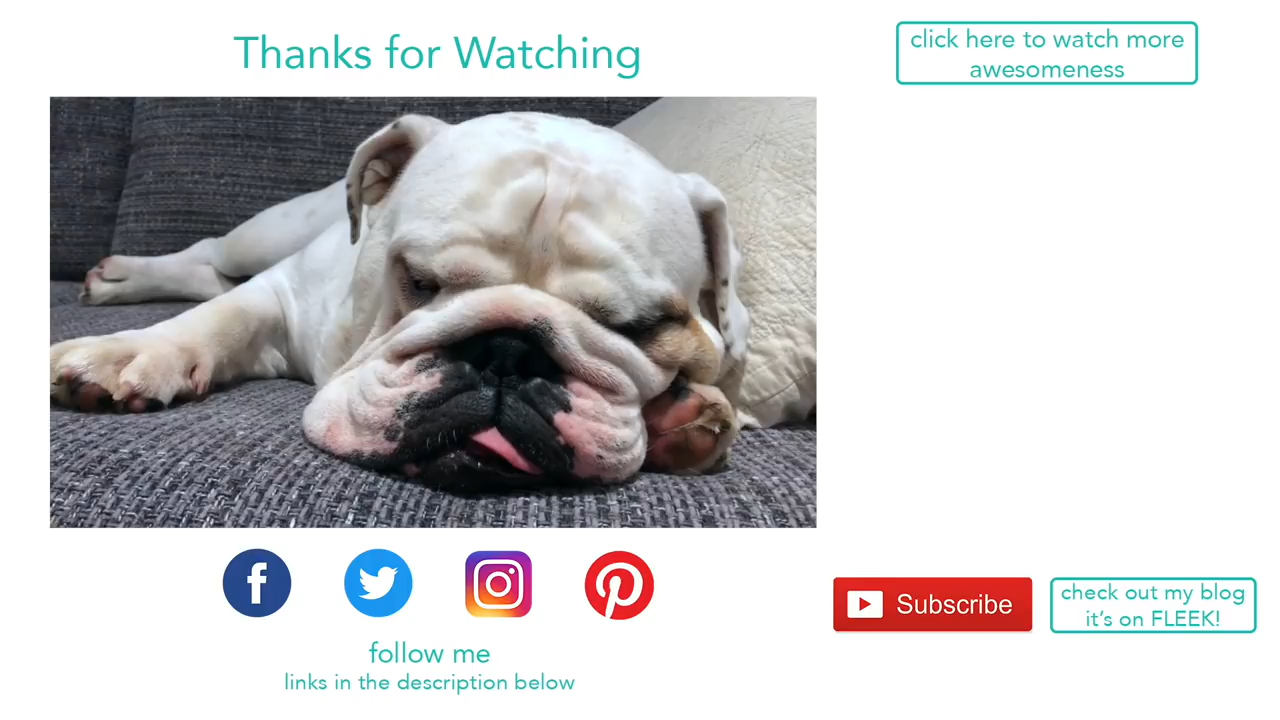 Thanks for Watching
click here to watch more
awesomeness
Subscribe
check out my blog
it's on FLEEK!
follow me
links in the description below